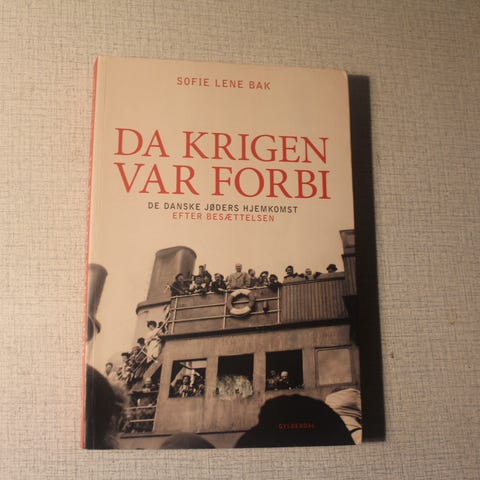 SOFIE LENE BAK
DA KRIGEN
VAR FORBI
DE DANSKE JØDERS HJEMKOMST
EFTER BESÆTTELSEN
GYLDENDAL